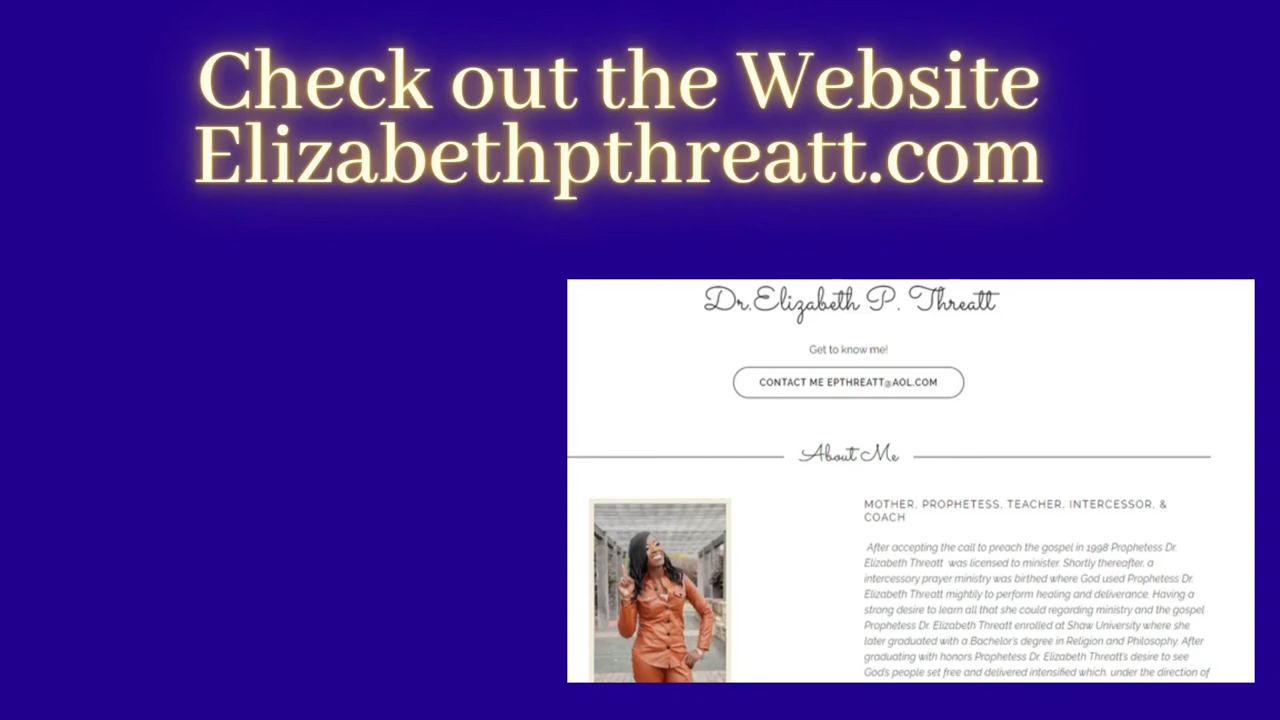 Check out the Website
Elizabethpthreatt.com
Dr.Elizabeth P. Threatt
Get to know me!
CONTACT ME EPTHREATT@AOL.COM
About Me
MOTHER, PROPHETESS, TEACHER, INTERCESSOR, &
COACH
After accepting the call to preach the gospel in 1998 Prophetess Dr.
Elizabeth Threatt was licensed to minister. Shortly thereafter, a
intercessory prayer ministry was birthed where God used Prophetess Dr.
Elizabeth Threatt mightily to perform healing and deliverance. Having a
strong desire to learn all that she could regarding ministry and the gospel
Prophetess Dr. Elizabeth Threatt enrolled at Shaw University where she
later graduated with a Bachelor's degree in Religion and Philosophy. After
graduating with honors Prophetess Dr. Elizabeth Threatt's desire to see
God's people set free and delivered intensified which, under the direction of